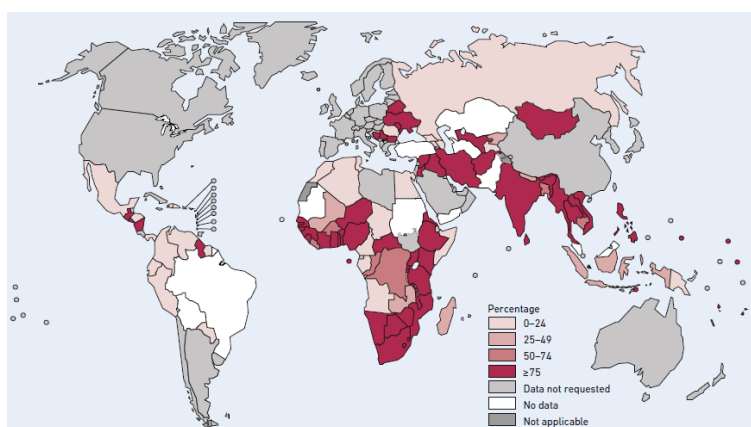 Percentage
0–24
25–49
50–74
≥75
Data not requested
No data
Not applicable